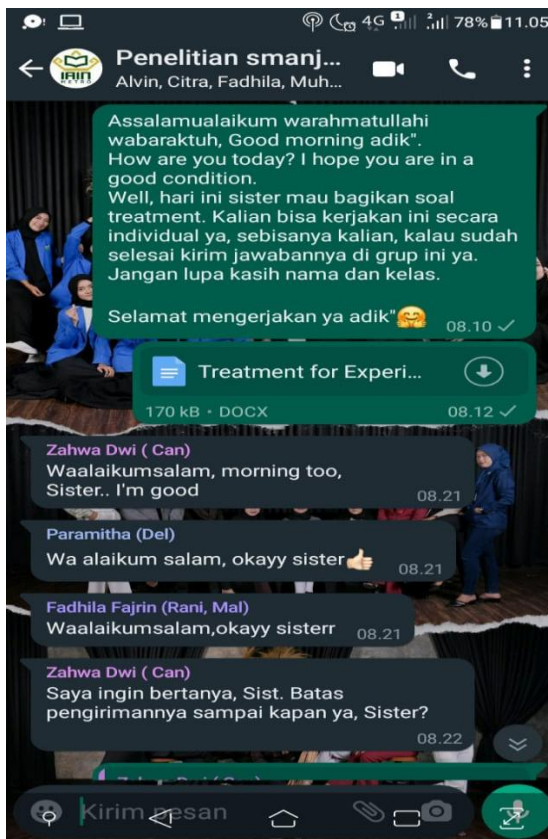 4G 1 2 78% 11.05
IAIN
METRO
Penelitian smanj...
Alvin, Citra, Fadhila, Muh...
Assalamualaikum warahmatullahi
wabaraktuh, Good morning adik".
How are you today? I hope you are in a
good condition.
Well, hari ini sister mau bagikan soal
treatment. Kalian bisa kerjakan ini secara
individual ya, sebisanya kalian, kalau sudah
selesai kirim jawabannya di grup ini ya.
Jangan lupa kasih nama dan kelas.
Selamat mengerjakan ya adik"🤗
08.10
Treatment for Experi...
170 kB • DOCX
08.12
Zahwa Dwi ( Can)
Waalaikumsalam, morning too,
Sister.. I'm good
08.21
Paramitha (Del)
Wa alaikum salam, okayy sister👍🏻
08.21
Fadhila Fajrin (Rani, Mal)
Waalaikumsalam,okayy sisterr
08.21
Zahwa Dwi ( Can)
Saya ingin bertanya, Sist. Batas
pengirimannya sampai kapan ya, Sister?
08.22
Kirim pesan